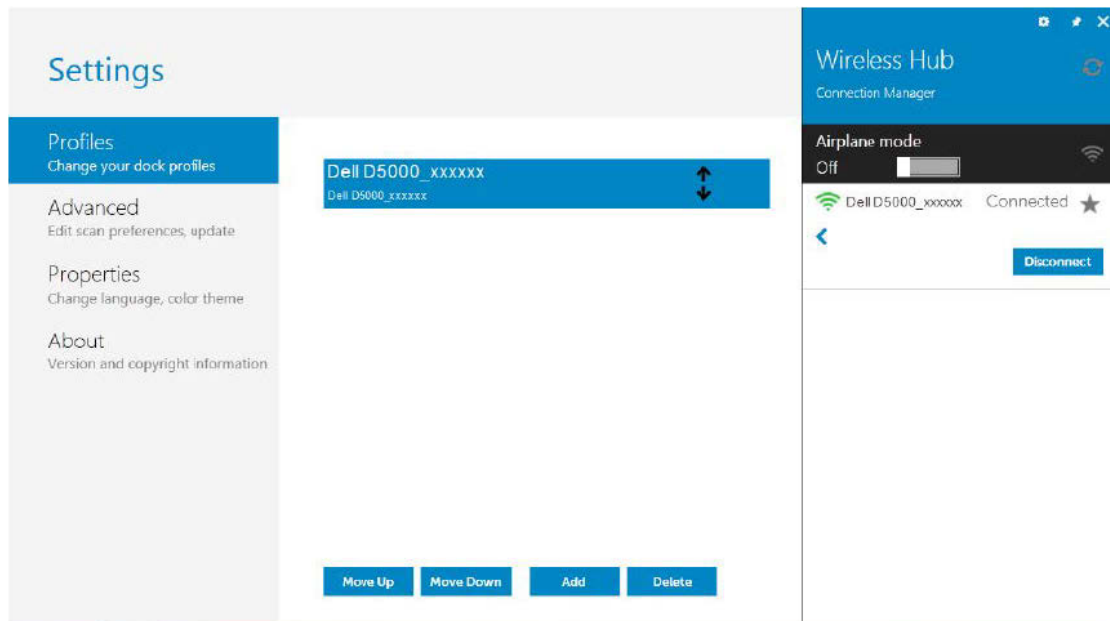 Settings
Profiles
Change your dock profiles
Advanced
Edit scan preferences, update
Properties
Change language, color theme
About
Version and copyright information
Dell D5000_xxxxxx
Dell D5000_xxxxxx
Move Up
Move Down
Add
Delete
Wireless Hub
Connection Manager
Airplane mode
Off
Dell D5000_xxxxxx Connected
Disconnect